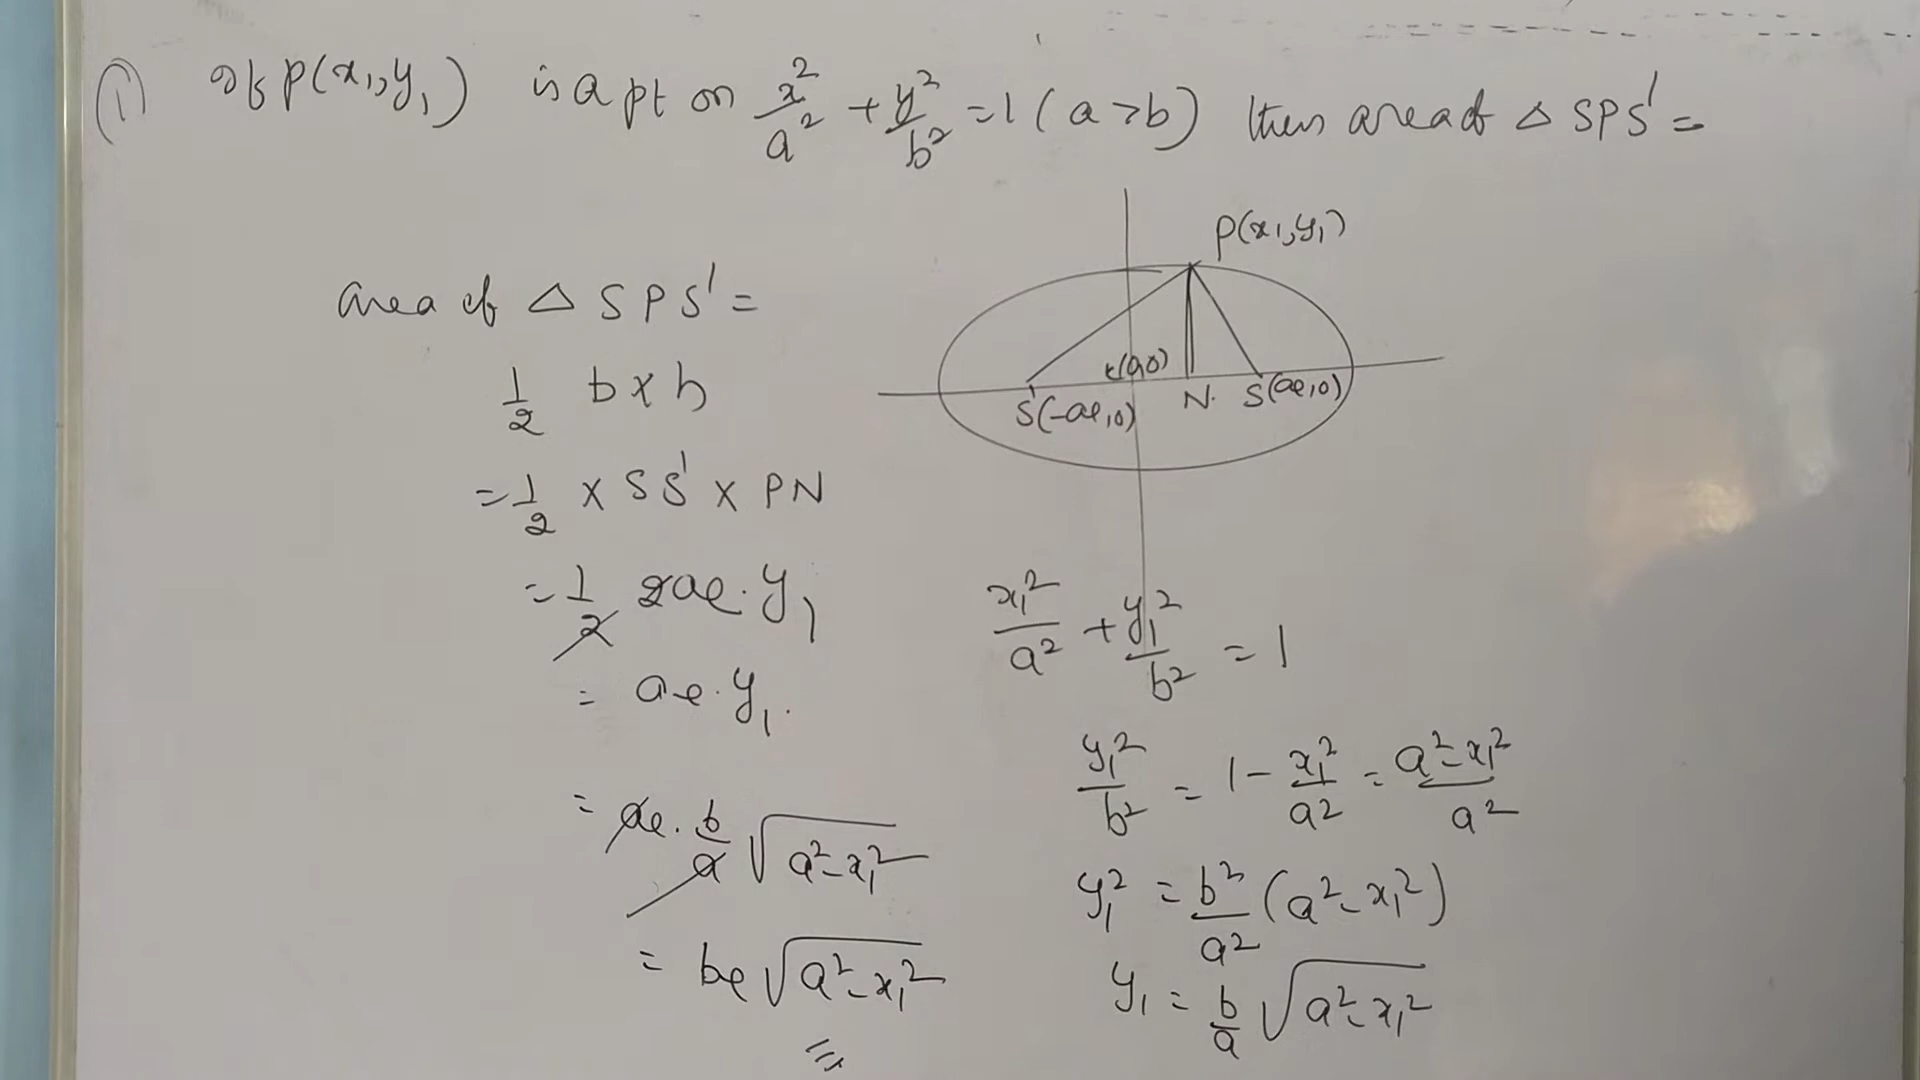 (1) If P(x₁,y₁) is a pt on x²/a² + y²/b² = 1 (a>b) then area of △ SPS' =
P(x₁,y₁)
area of △ SPS' =
1/2 b x h
(0,0)
S'(-ae,0) N. S(ae,0)
= 1/2 x SS' x PN
= 1/2 2ae.y₁
= ae.y₁.
= ae. b/a √(a²-x₁²)
= be √(a²-x₁²)
x₁²/a² + y₁²/b² = 1
y₁²/b² = 1 - x₁²/a² = a²-x₁²/a²
y₁² = b²/a² (a²-x₁²)
y₁ = b/a √(a²-x₁²)